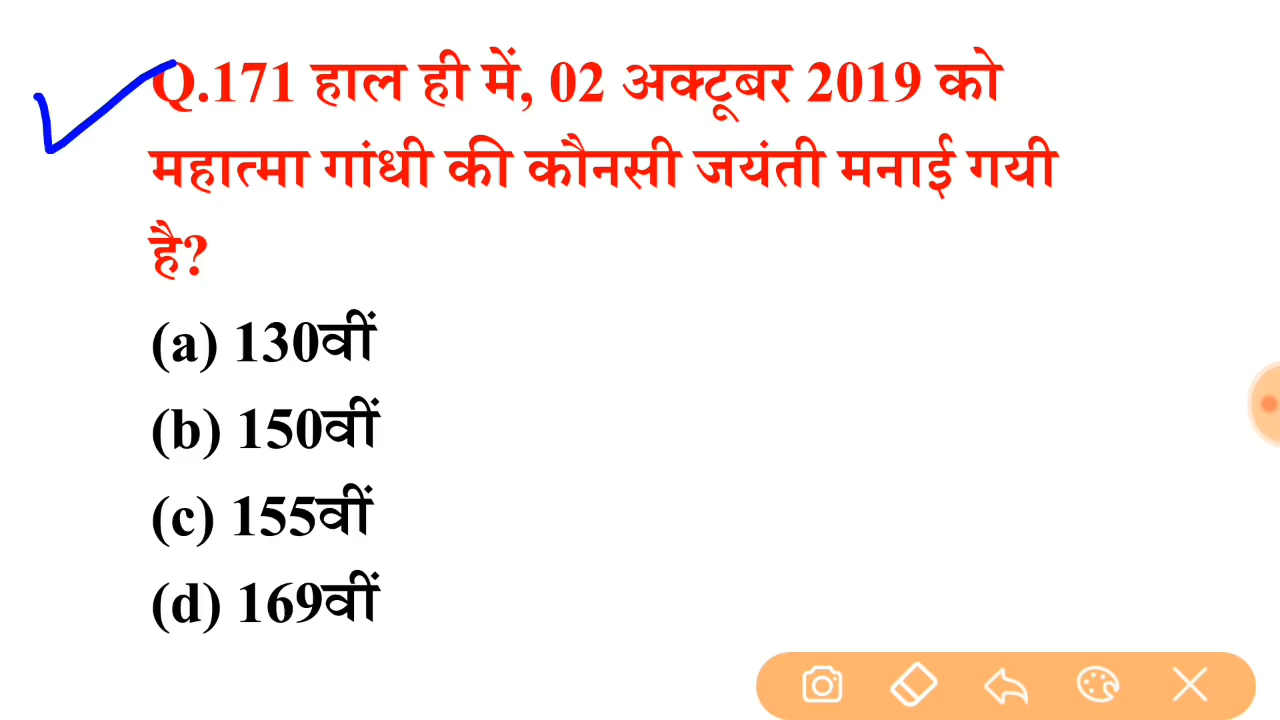 Q.171 हाल ही में, 02 अक्टूबर 2019 को
महात्मा गांधी की कौनसी जयंती मनाई गयी
है?
(a) 130वीं
(b) 150वीं
(c) 155वीं
(d) 169वीं